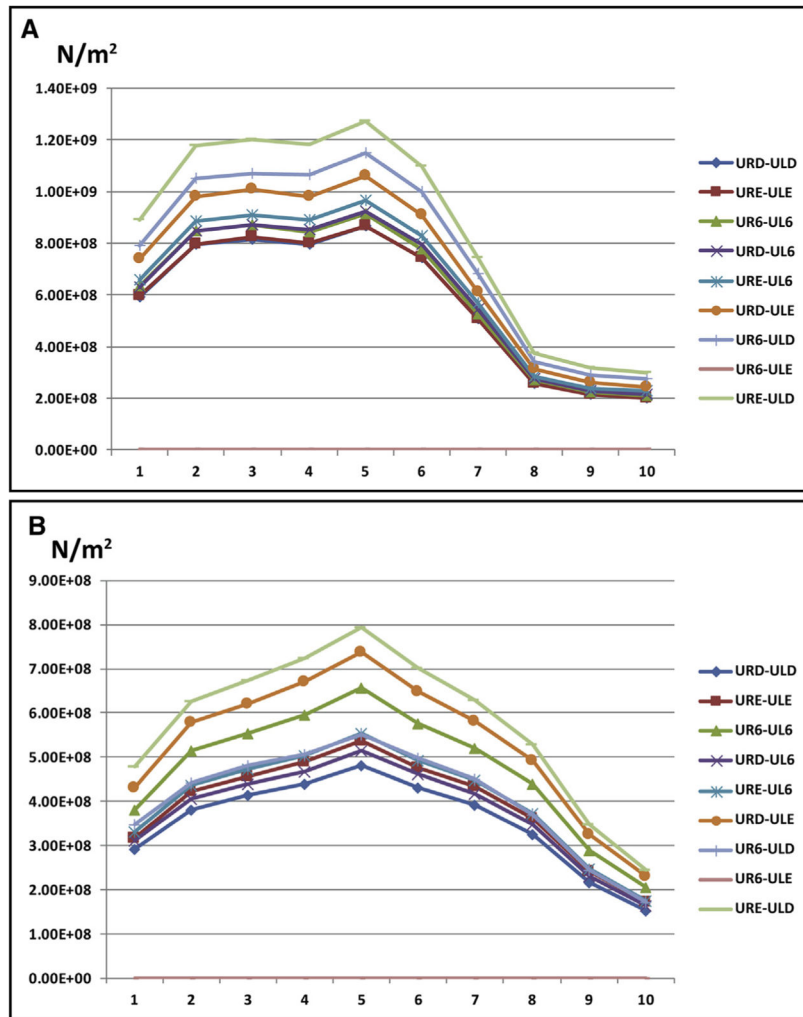 A
N/m²
1.40E+09
1.20E+09
1.00E+09
8.00E+08
6.00E+08
4.00E+08
2.00E+08
0.00E+00
1 2 3 4 5 6 7 8 9 10
URD-ULD
URE-ULE
UR6-UL6
URD-UL6
URE-UL6
URD-ULE
UR6-ULD
UR6-ULE
URE-ULD
B
N/m²
9.00E+08
8.00E+08
7.00E+08
6.00E+08
5.00E+08
4.00E+08
3.00E+08
2.00E+08
1.00E+08
0.00E+00
1 2 3 4 5 6 7 8 9 10
URD-ULD
URE-ULE
UR6-UL6
URD-UL6
URE-UL6
URD-ULE
UR6-ULD
UR6-ULE
URE-ULD